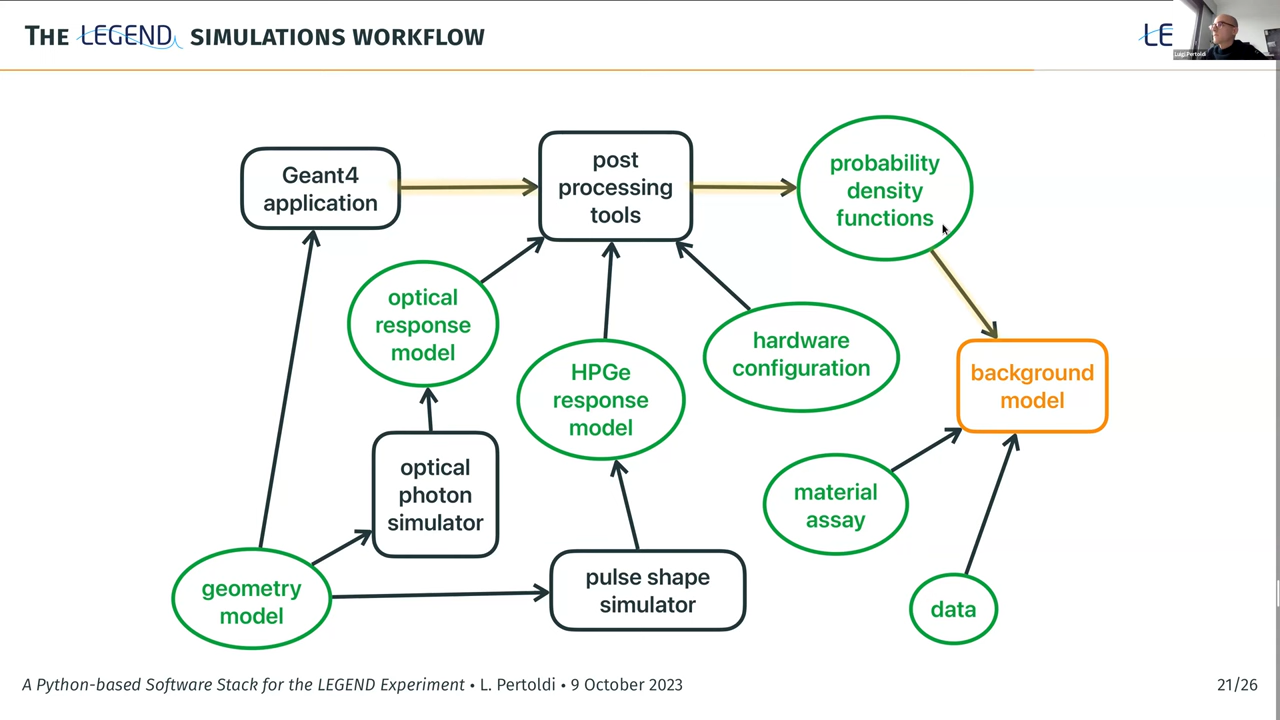 THE LEGEND SIMULATIONS WORKFLOW
LE
Luigi Pertoldi
Geant4
application
post
processing
tools
probability
density
functions
optical
response
model
HPGe
response
model
hardware
configuration
background
model
optical
photon
simulator
material
assay
geometry
model
pulse shape
simulator
data
A Python-based Software Stack for the LEGEND Experiment • L. Pertoldi • 9 October 2023
21/26